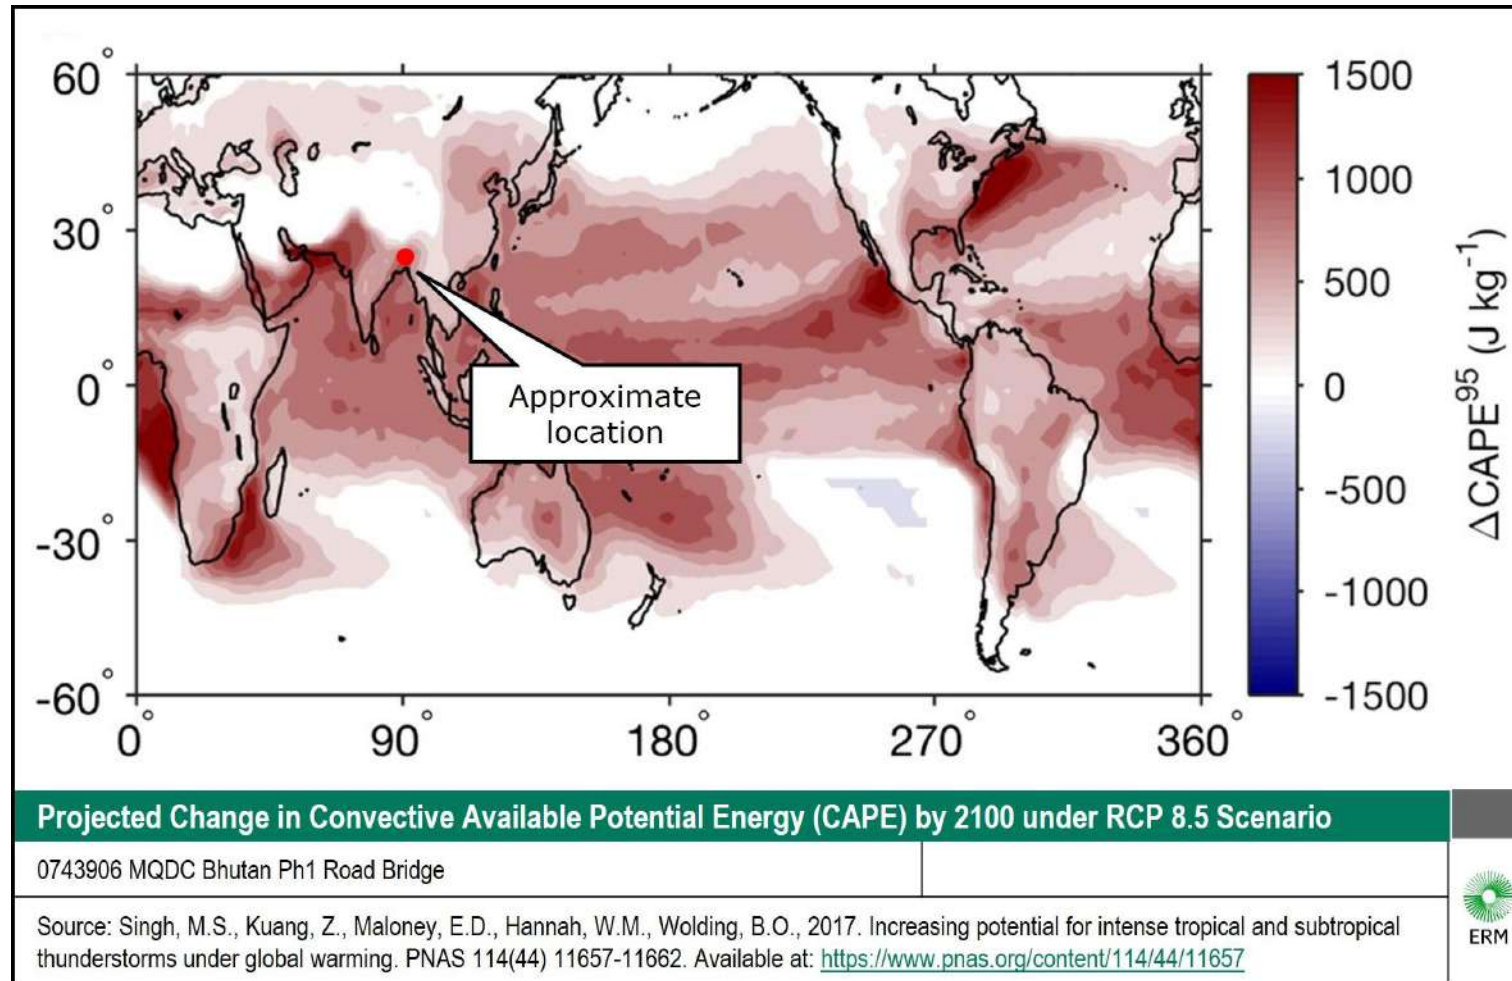 60°
30°
0°
-30°
-60°
0°
90°
180°
270°
360°
Approximate
location
1500
1000
500
0
-500
-1000
-1500
△CAPE⁹⁵ (J kg⁻¹)
Projected Change in Convective Available Potential Energy (CAPE) by 2100 under RCP 8.5 Scenario
0743906 MQDC Bhutan Ph1 Road Bridge
Source: Singh, M.S., Kuang, Z., Maloney, E.D., Hannah, W.M., Wolding, B.O., 2017. Increasing potential for intense tropical and subtropical
thunderstorms under global warming. PNAS 114(44) 11657-11662. Available at: https://www.pnas.org/content/114/44/11657
ERM